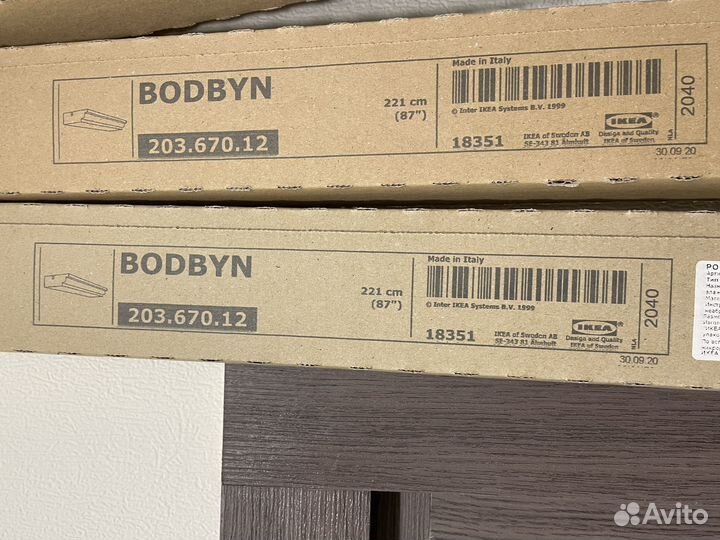 BODBYN
203.670.12
221 cm
(87")
Made in Italy
© Inter IKEA Systems B.V. 1999
18351
IKEA of Sweden AB
SE-343 81 Älmhult
IKEA
Design and Quality
IKEA of Sweden
NLA
2040
30.09.20
BODBYN
203.670.12
221 cm
(87")
Made in Italy
© Inter IKEA Systems B.V. 1999
18351
IKEA of Sweden AB
SE-343 81 Älmhult
IKEA
Design and Quality
IKEA of Sweden
NLA
2040
30.09.20
Avito